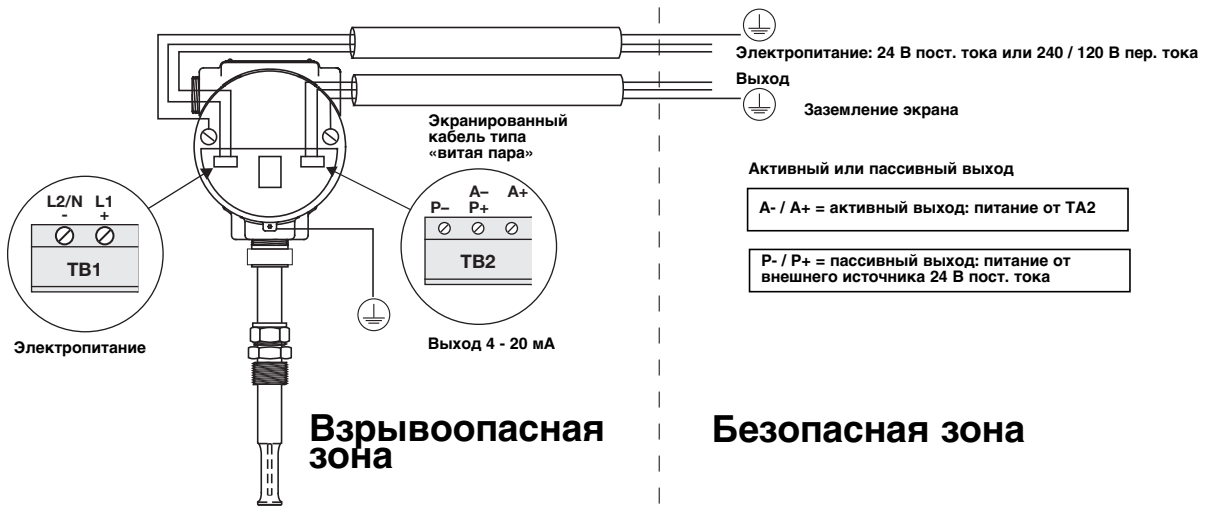 Электропитание: 24 В пост. тока или 240 / 120 В пер. тока
Выход
Заземление экрана
Экранированный
кабель типа
«витая пара»
Активный или пассивный выход
A- / A+ = активный выход: питание от TA2
P- / P+ = пассивный выход: питание от
внешнего источника 24 В пост. тока
L2/N L1
- +
TB1
Электропитание
A– A+
P– P+
TB2
Выход 4 - 20 мА
Взрывоопасная
зона
Безопасная зона